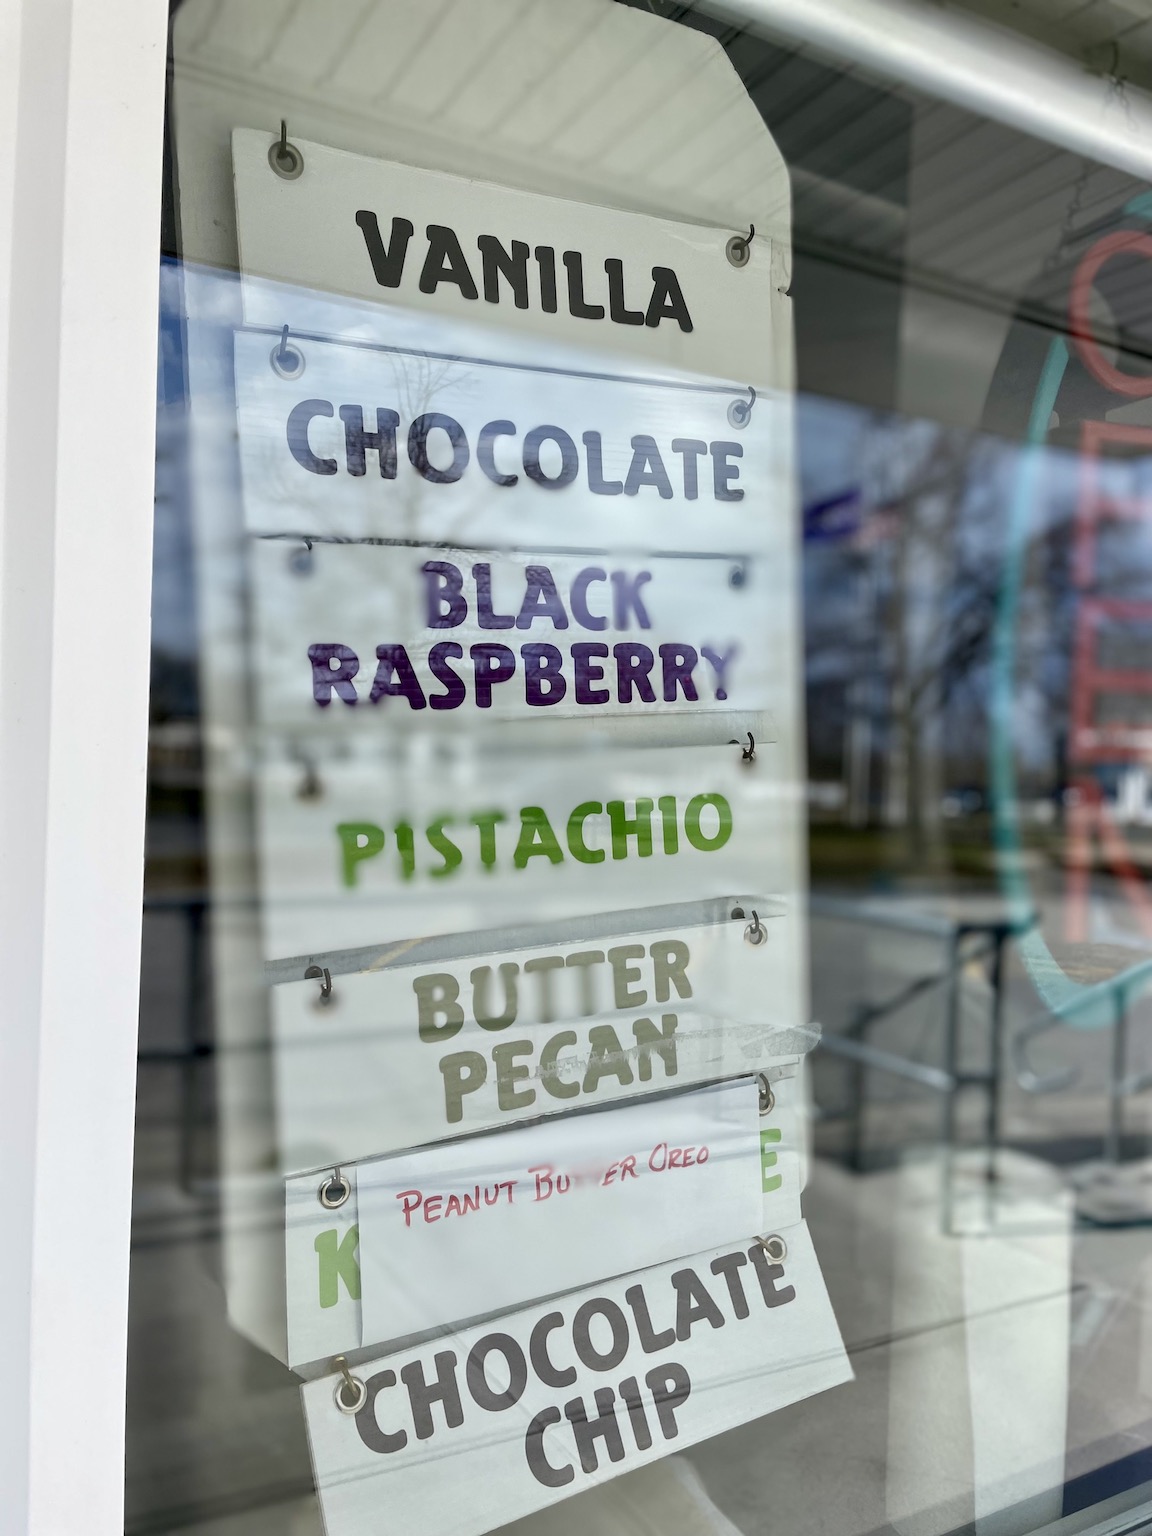 VANILLA
CHOCOLATE
BLACK
RASPBERRY
PISTACHIO
BUTTER
PECAN
PEANUT BUTTER OREO
K E
CHOCOLATE
CHIP